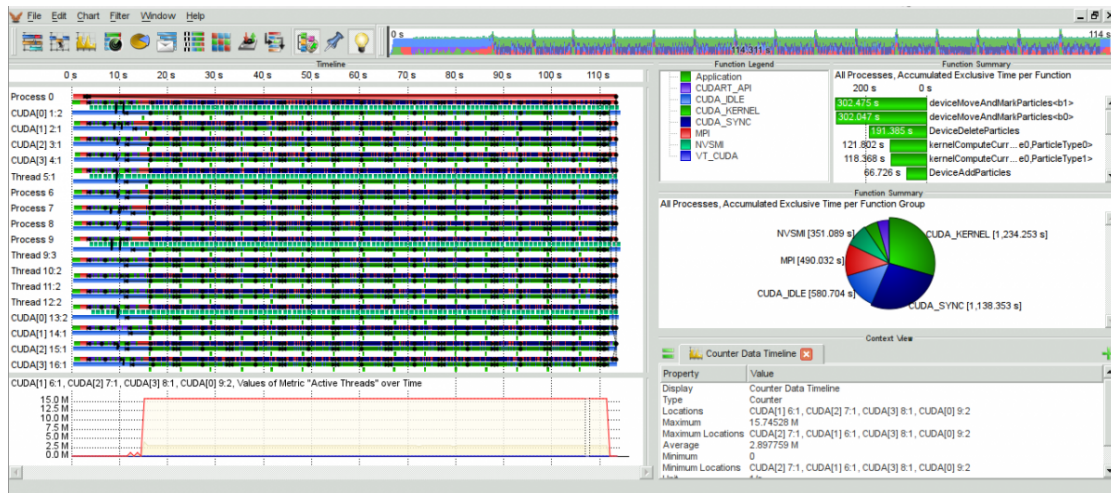 File Edit Chart Filter Window Help
0 s 114 s
114.311 s
Timeline
0 s 10 s 20 s 30 s 40 s 50 s 60 s 70 s 80 s 90 s 100 s 110 s
Process 0
CUDA[0] 1:2
CUDA[1] 2:1
CUDA[2] 3:1
CUDA[3] 4:1
Thread 5:1
Process 6
Process 7
Process 8
Process 9
Thread 9:3
Thread 10:2
Thread 11:2
Thread 12:2
CUDA[0] 13:2
CUDA[1] 14:1
CUDA[2] 15:1
CUDA[3] 16:1
CUDA[1] 6:1, CUDA[2] 7:1, CUDA[3] 8:1, CUDA[0] 9:2, Values of Metric "Active Threads" over Time
15.0 M
12.5 M
10.0 M
7.5 M
5.0 M
2.5 M
0.0 M
Function Legend
Application
CUDART_API
CUDA_IDLE
CUDA_KERNEL
CUDA_SYNC
MPI
NVSMI
VT_CUDA
Function Summary
All Processes, Accumulated Exclusive Time per Function
200 s 0 s
302.475 s deviceMoveAndMarkParticles<b1>
302.047 s deviceMoveAndMarkParticles<b0>
191.385 s DeviceDeleteParticles
121.802 s kernelComputeCurr ... e0,ParticleType0>
118.368 s kernelComputeCurr ... e0,ParticleType1>
66.726 s DeviceAddParticles
Function Summary
All Processes, Accumulated Exclusive Time per Function Group
NVSMI [351.089 s]
CUDA_KERNEL [1,234.253 s]
MPI [490.032 s]
CUDA_IDLE [580.704 s]
CUDA_SYNC [1,138.353 s]
Context View
Counter Data Timeline
Property Value
Display Counter Data Timeline
Type Counter
Locations CUDA[1] 6:1, CUDA[2] 7:1, CUDA[3] 8:1, CUDA[0] 9:2
Maximum 15.74528 M
Maximum Locations CUDA[2] 7:1, CUDA[1] 6:1, CUDA[3] 8:1, CUDA[0] 9:2
Average 2.897759 M
Minimum 0
Minimum Locations CUDA[2] 7:1, CUDA[1] 6:1, CUDA[3] 8:1, CUDA[0] 9:2